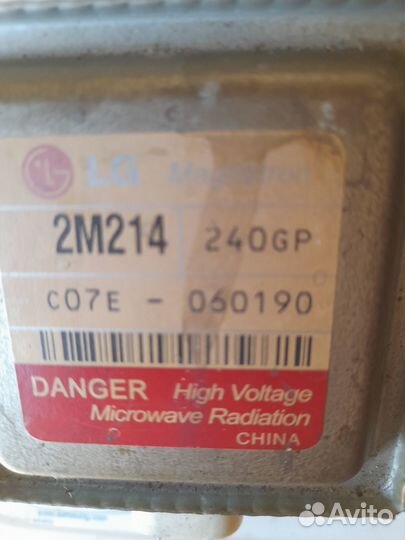 LG Magnetron
2M214 240GP
C07E - 060190
DANGER High Voltage
Microwave Radiation
CHINA
Avito